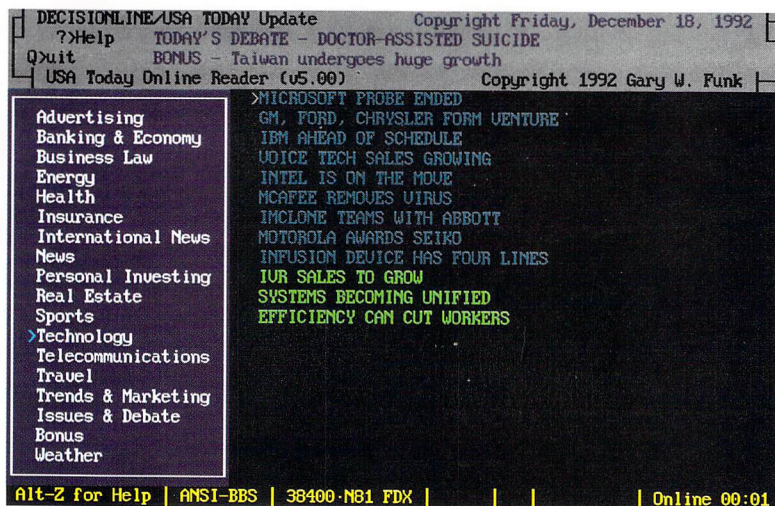 DECISIONLINE/USA TODAY Update Copyright Friday, December 18, 1992
?>Help TODAY'S DEBATE - DOCTOR-ASSISTED SUICIDE
Q>uit BONUS - Taiwan undergoes huge growth
USA Today Online Reader (v5.00) Copyright 1992 Gary W. Funk
Advertising
Banking & Economy
Business Law
Energy
Health
Insurance
International News
News
Personal Investing
Real Estate
Sports
>Technology
Telecommunications
Travel
Trends & Marketing
Issues & Debate
Bonus
Weather
>MICROSOFT PROBE ENDED
GM, FORD, CHRYSLER FORM VENTURE
IBM AHEAD OF SCHEDULE
VOICE TECH SALES GROWING
INTEL IS ON THE MOVE
MCAFEE REMOVES VIRUS
IMCLONE TEAMS WITH ABBOTT
MOTOROLA AWARDS SEIKO
INFUSION DEVICE HAS FOUR LINES
IVR SALES TO GROW
SYSTEMS BECOMING UNIFIED
EFFICIENCY CAN CUT WORKERS
Alt-Z for Help | ANSI-BBS | 38400·N81 FDX | | | | Online 00:01